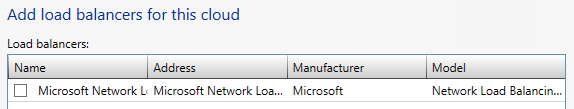 Add load balancers for this cloud
Load balancers:
Name Address Manufacturer Model
Microsoft Network L Microsoft Network Loa... Microsoft Network Load Balancin...